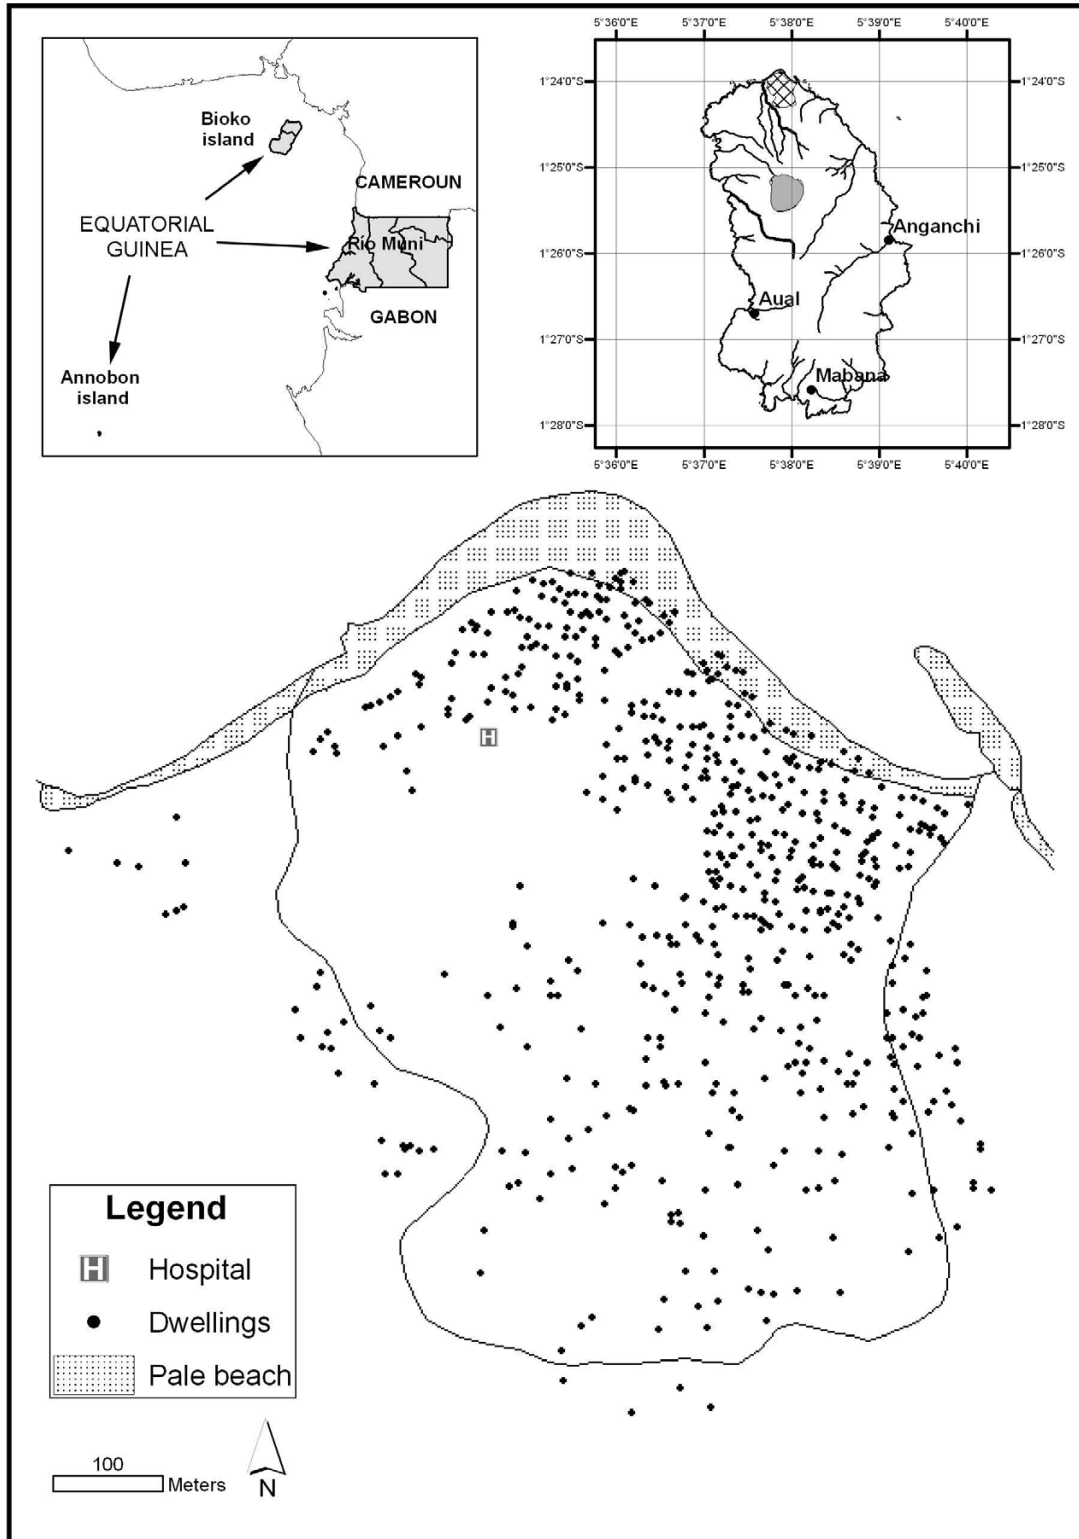 Bioko
island
CAMEROUN
EQUATORIAL
GUINEA
Río Muni
GABON
Annobon
island
5°36'0"E 5°37'0"E 5°38'0"E 5°39'0"E 5°40'0"E
1°24'0"S 1°24'0"S
1°25'0"S 1°25'0"S
Anganchi
1°26'0"S 1°26'0"S
Aual
1°27'0"S 1°27'0"S
Mabana
1°28'0"S 1°28'0"S
5°36'0"E 5°37'0"E 5°38'0"E 5°39'0"E 5°40'0"E
H
Legend
H Hospital
Dwellings
Pale beach
100
Meters
N